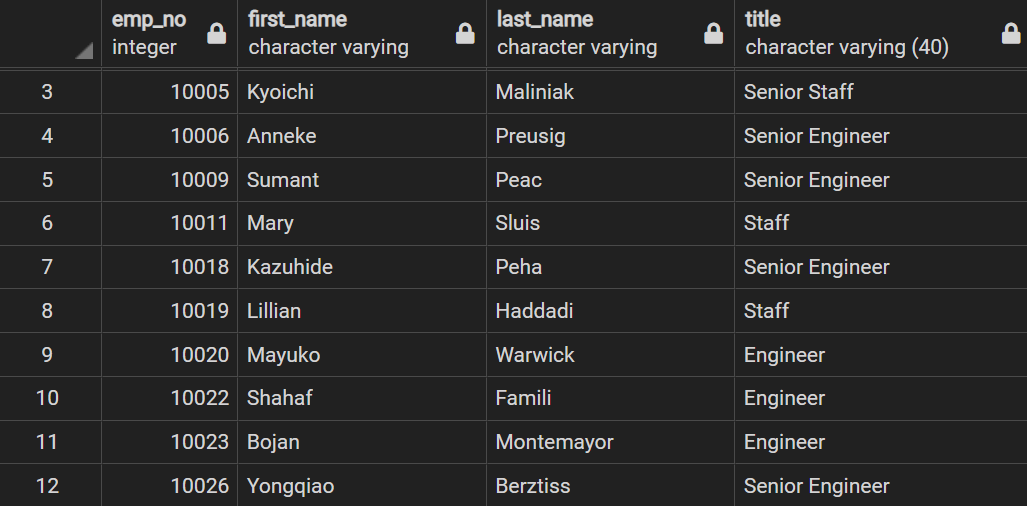 emp_no first_name last_name title
integer character varying character varying character varying (40)
3 10005 Kyoichi Maliniak Senior Staff
4 10006 Anneke Preusig Senior Engineer
5 10009 Sumant Peac Senior Engineer
6 10011 Mary Sluis Staff
7 10018 Kazuhide Peha Senior Engineer
8 10019 Lillian Haddadi Staff
9 10020 Mayuko Warwick Engineer
10 10022 Shahaf Famili Engineer
11 10023 Bojan Montemayor Engineer
12 10026 Yongqiao Berztiss Senior Engineer